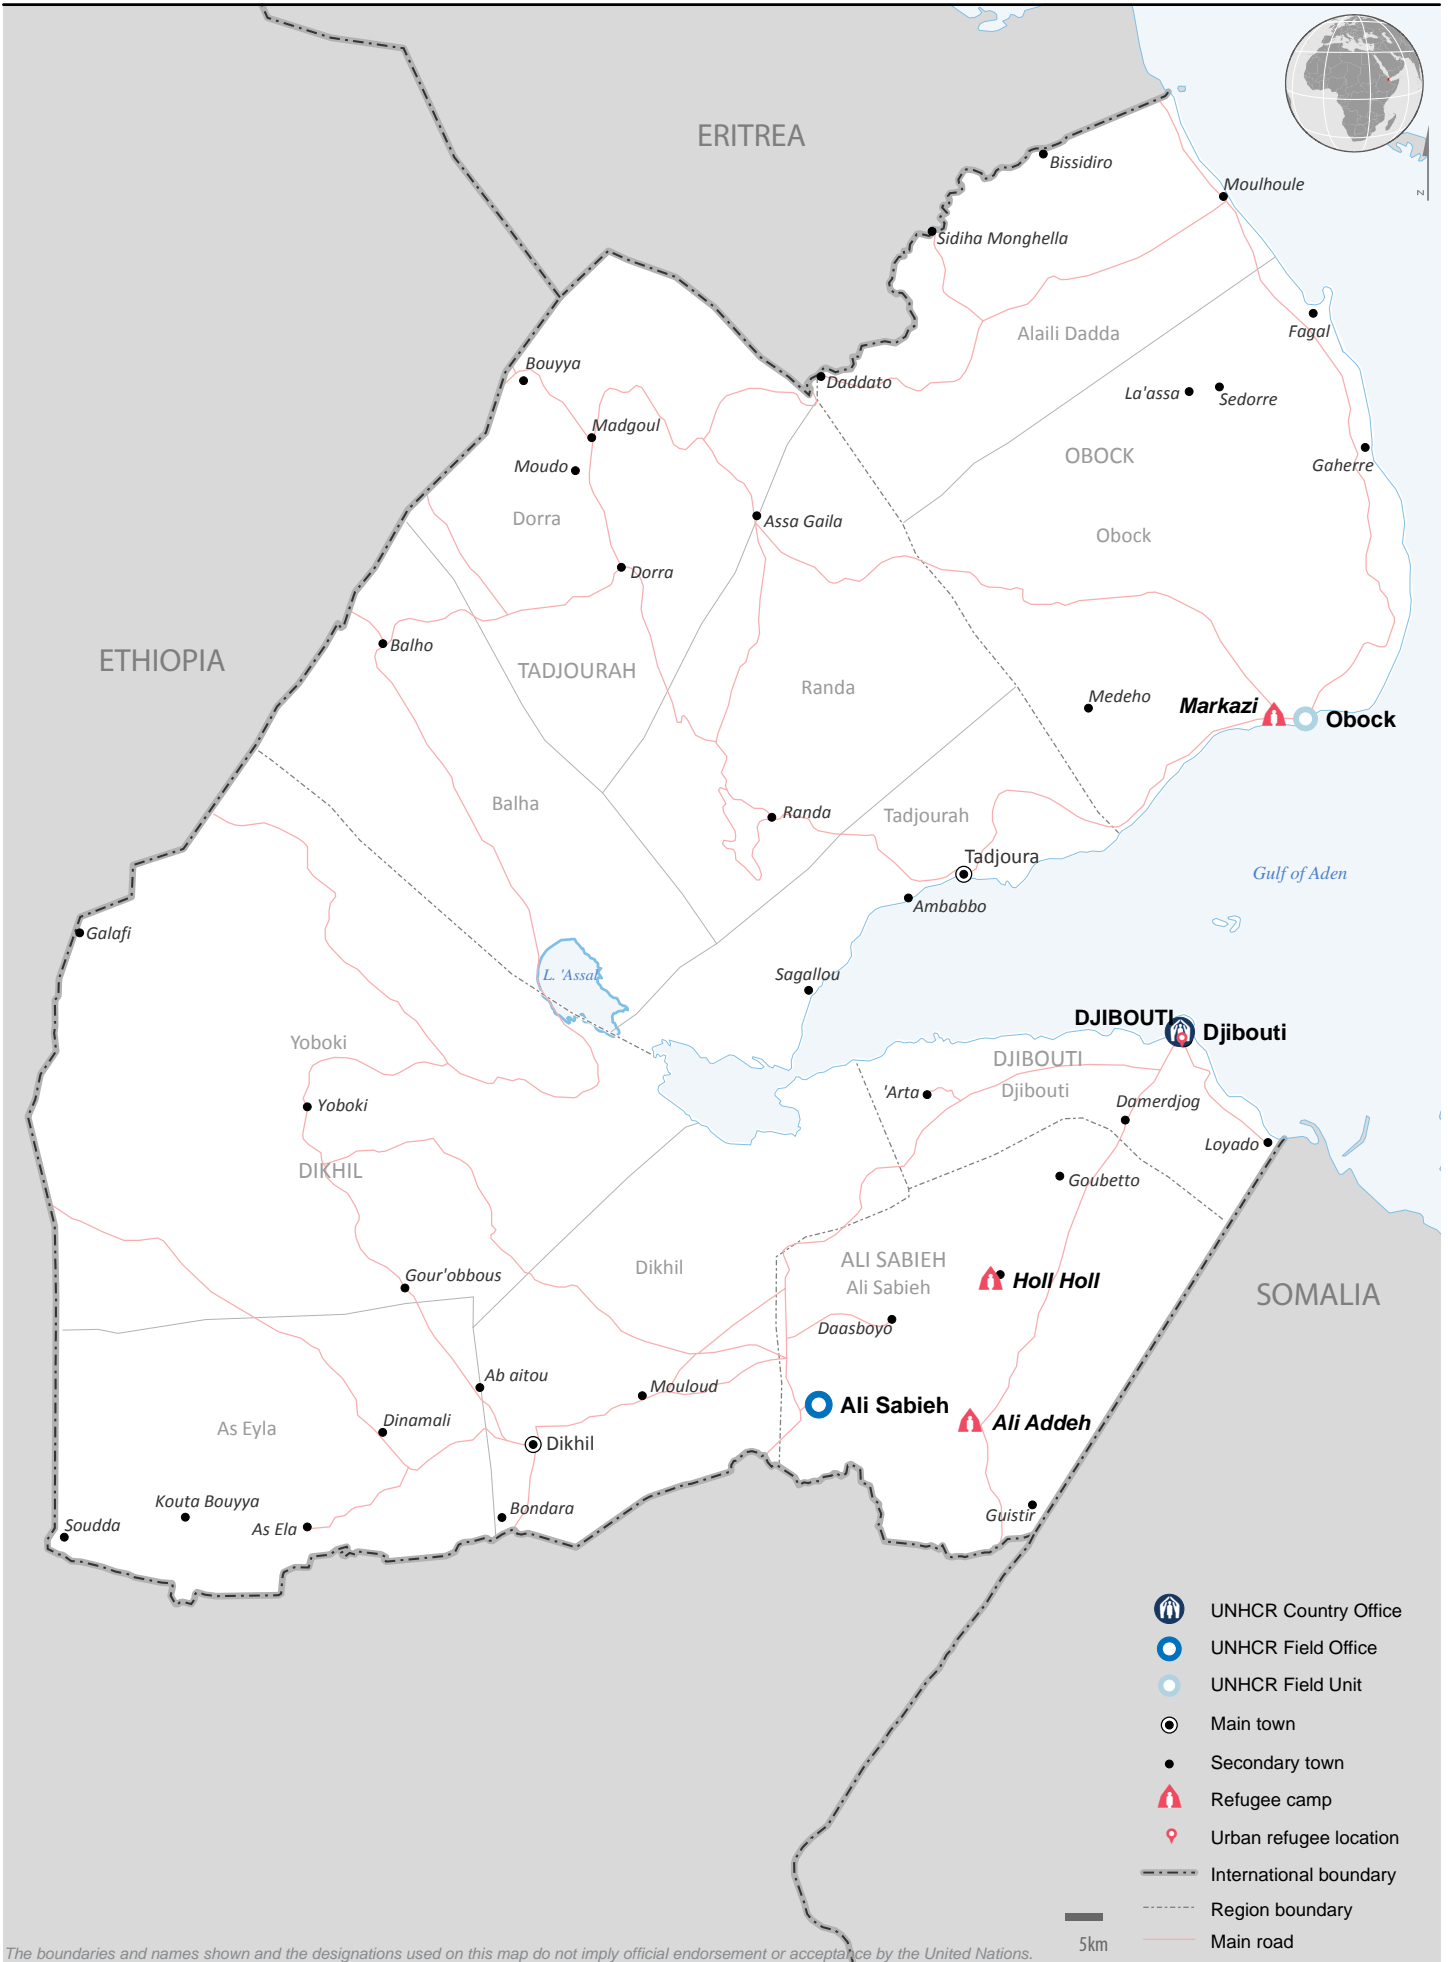 ERITREA
Bissidiro
Moulhoule
z
Sidiha Monghella
Alaili Dadda
Fagal
Bouyya
Daddato
La'assa
Sedorre
Madgoul
OBOCK
Gaherre
Moudo
Dorra
Assa Gaila
Obock
Dorra
Balho
ETHIOPIA
TADJOURAH
Randa
Medeho
Markazi
Obock
Balha
Randa
Tadjourah
Tadjoura
Gulf of Aden
Ambabbo
Galafi
L. 'Assal
Sagallou
DJIBOUTI
Djibouti
Yoboki
DJIBOUTI
'Arta
Djibouti
Yoboki
Damerdjog
Loyado
DIKHIL
Goubetto
Dikhil
ALI SABIEH
Gour'obbous
Holl Holl
Ali Sabieh
SOMALIA
Daasboyo
Ab aitou
Mouloud
Ali Sabieh
Dinamali
Ali Addeh
As Eyla
Dikhil
Kouta Bouyya
Bondara
Guistir
Soudda
As Ela
UNHCR Country Office
UNHCR Field Office
UNHCR Field Unit
Main town
Secondary town
Refugee camp
Urban refugee location
International boundary
Region boundary
Main road
5km
The boundaries and names shown and the designations used on this map do not imply official endorsement or acceptance by the United Nations.